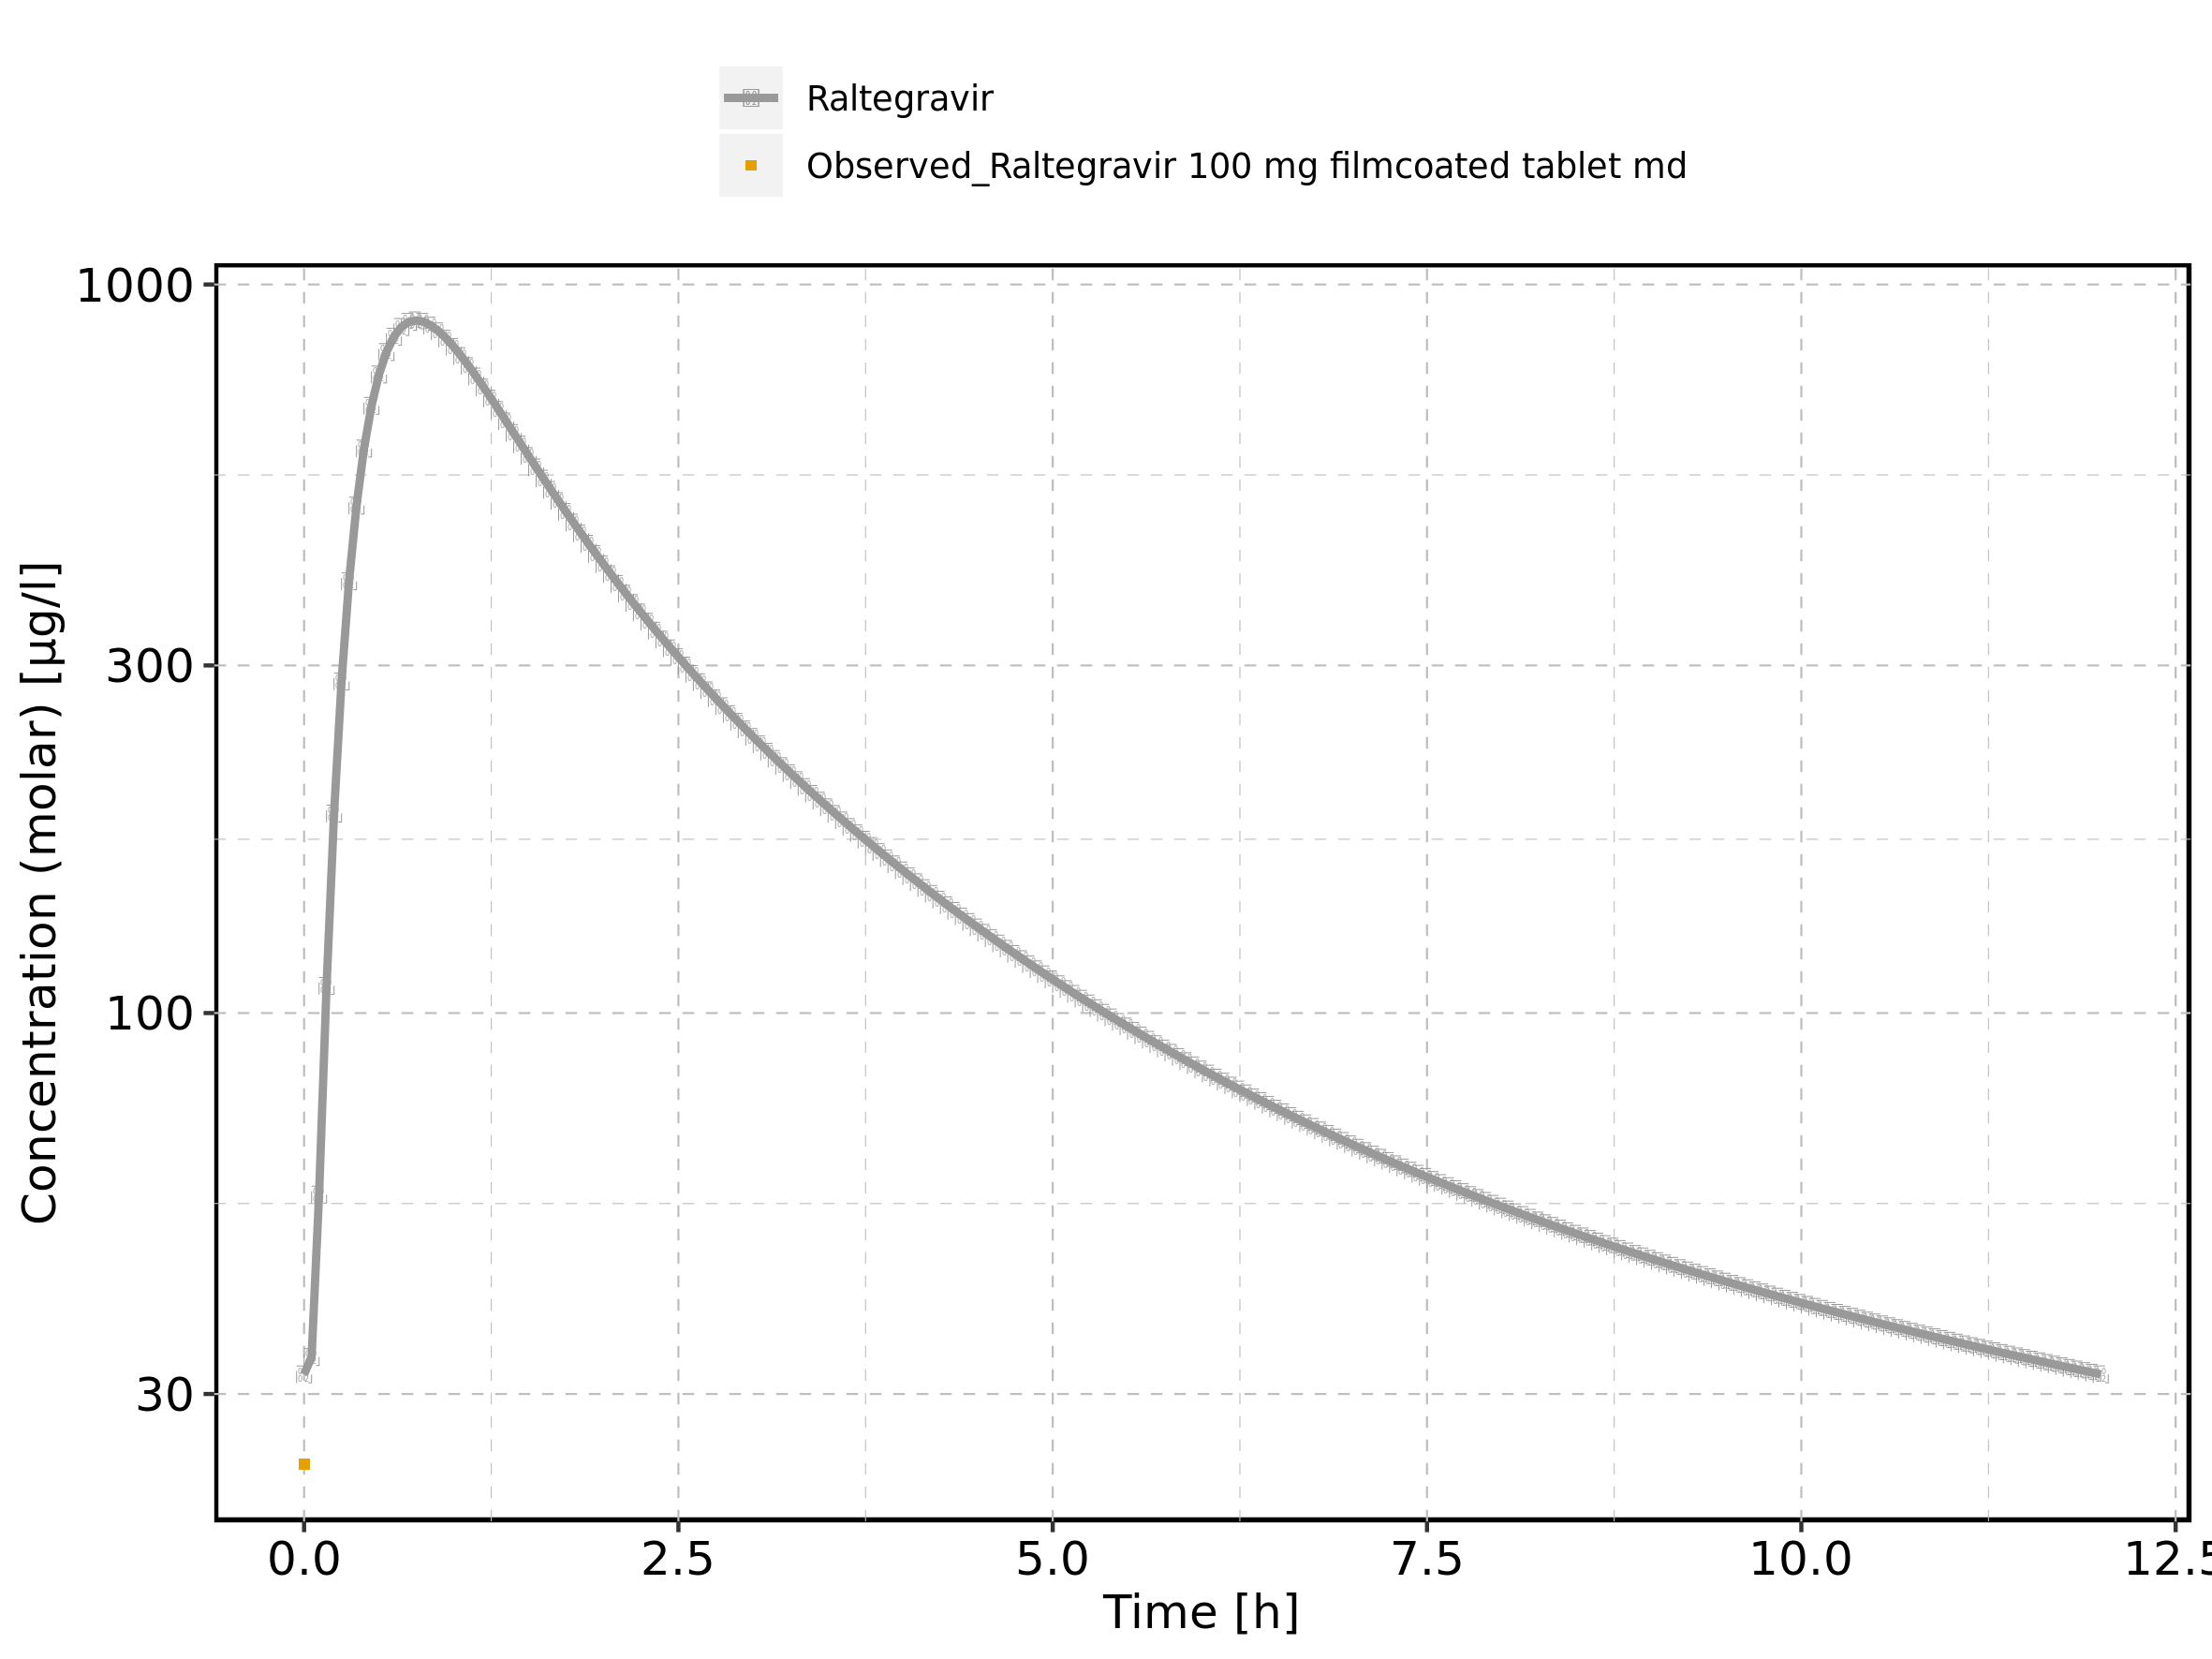 Raltegravir
Observed_Raltegravir 100 mg filmcoated tablet md
1000
300
100
30
Concentration (molar) [µg/l]
0.0 2.5 5.0 7.5 10.0 12.5
Time [h]